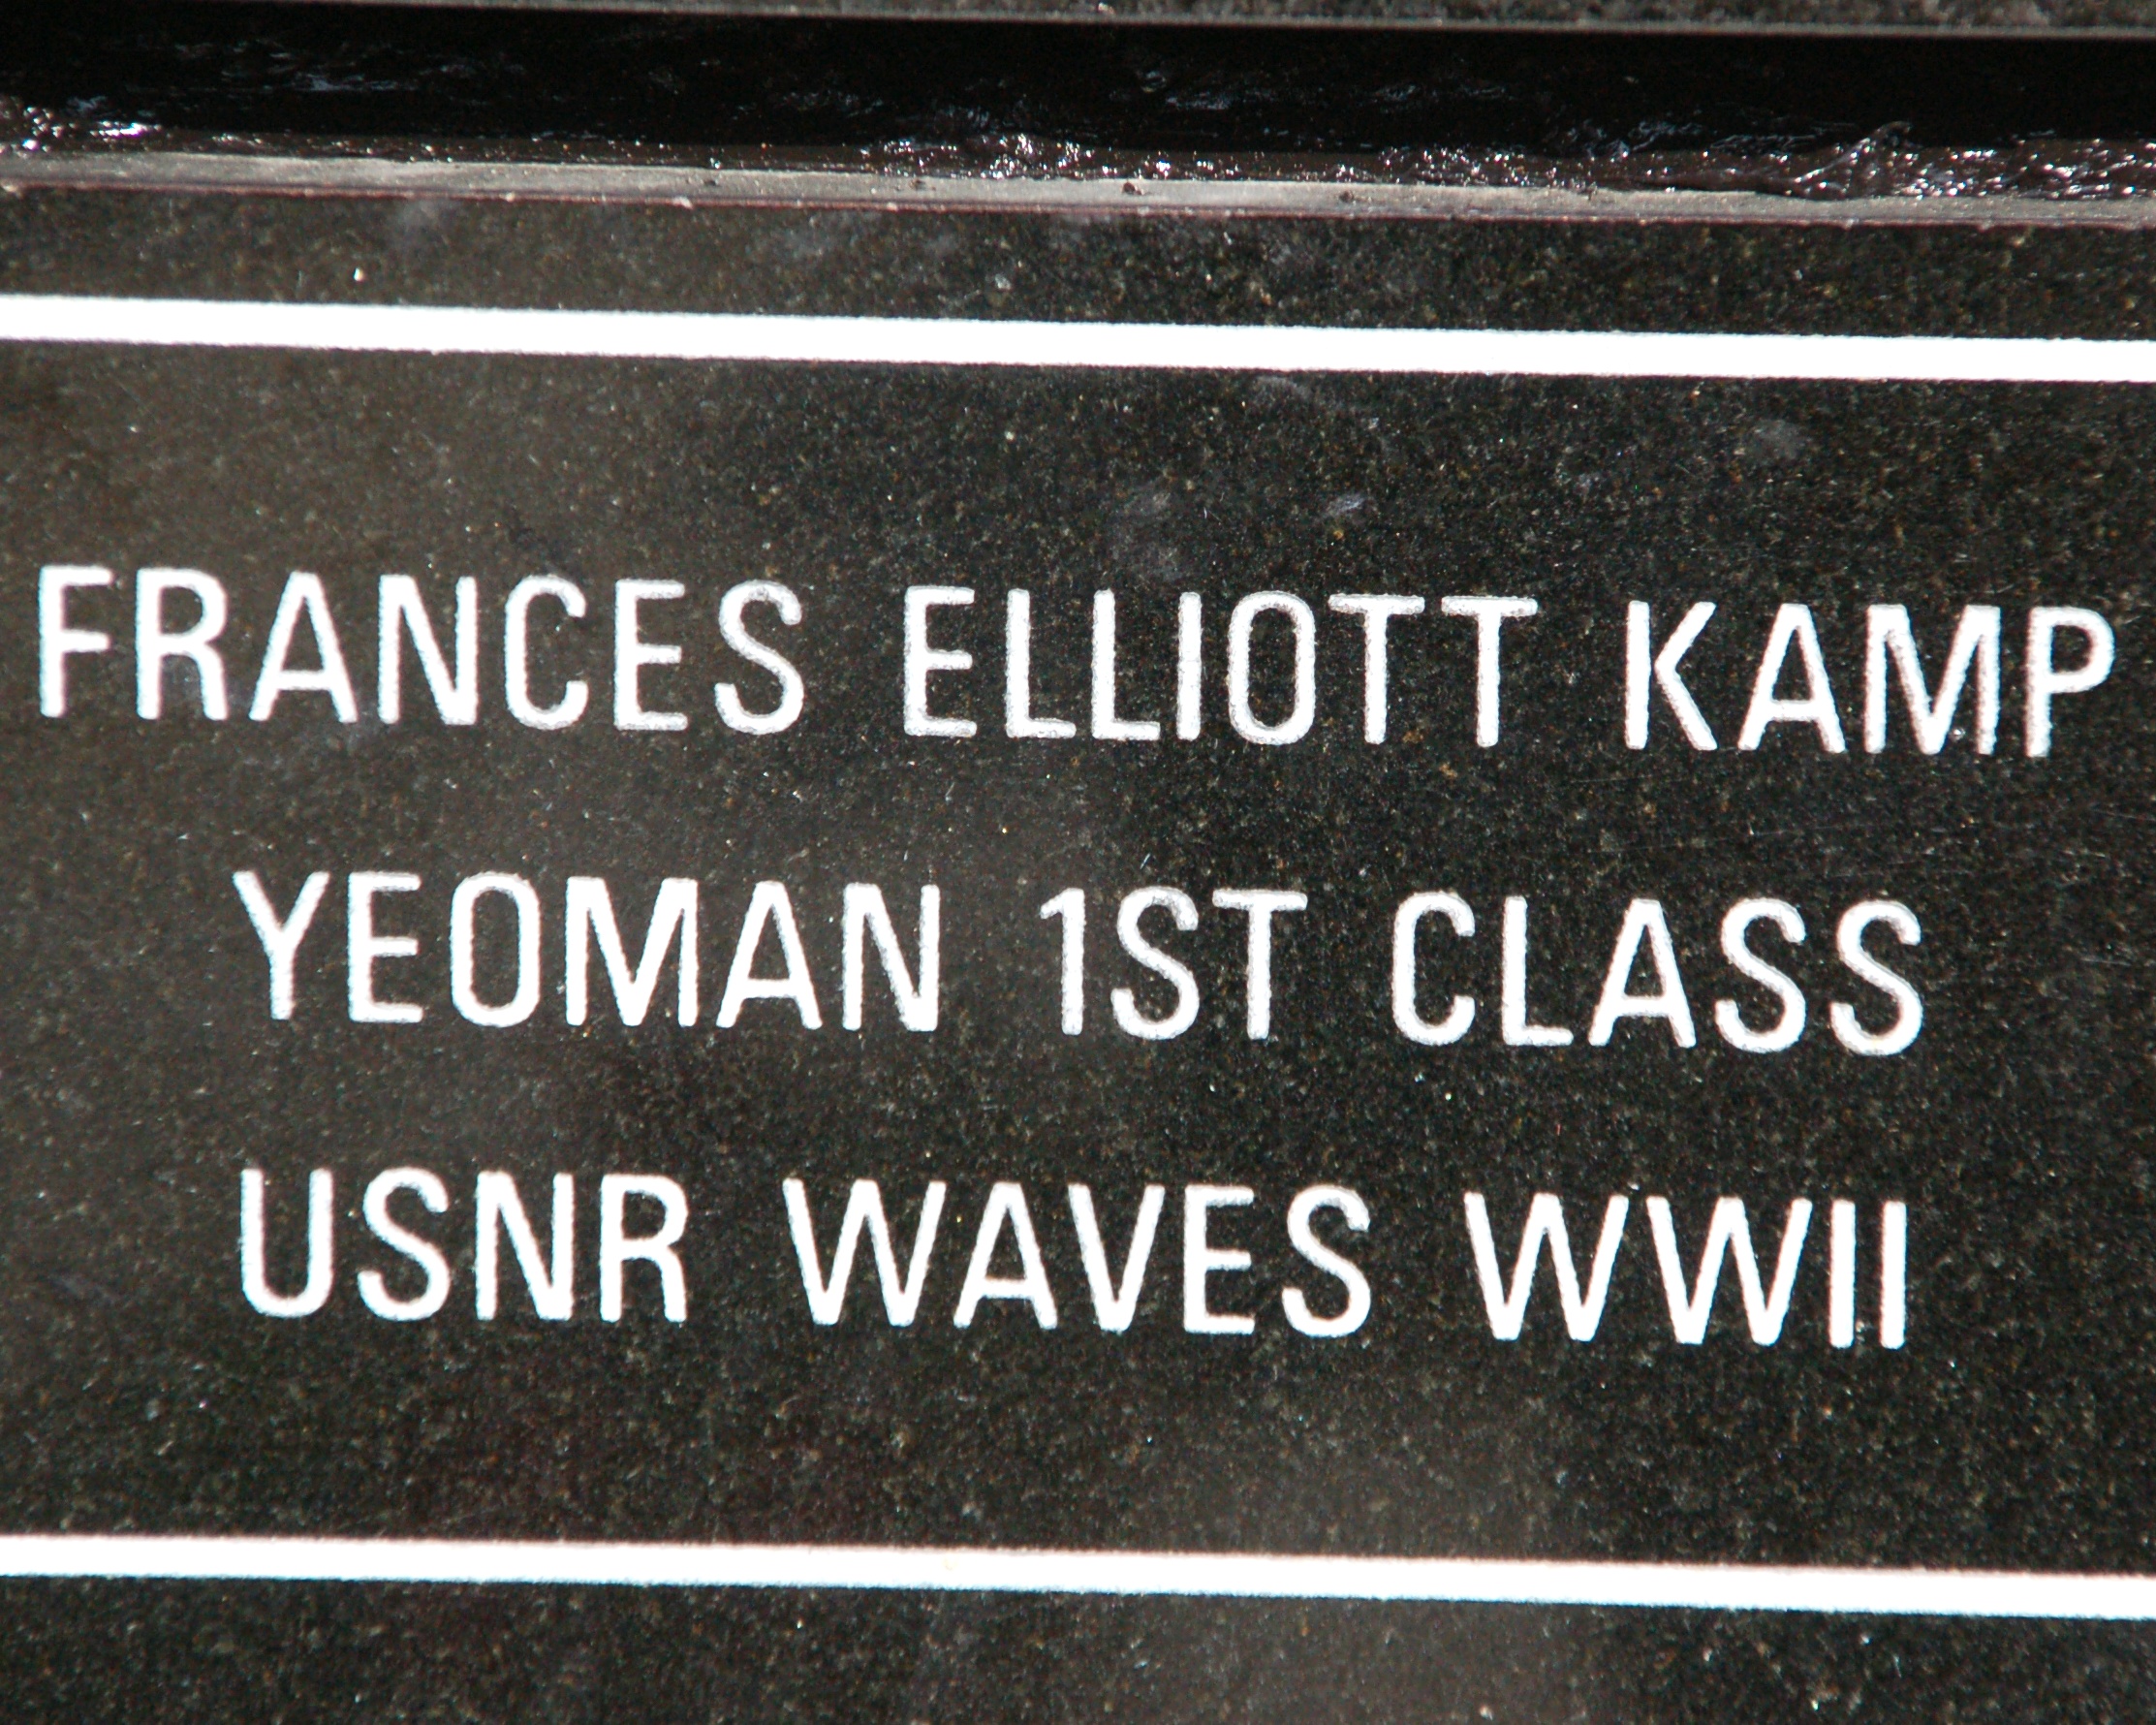 FRANCES ELLIOTT KAMP
YEOMAN 1ST CLASS
USNR WAVES WWII